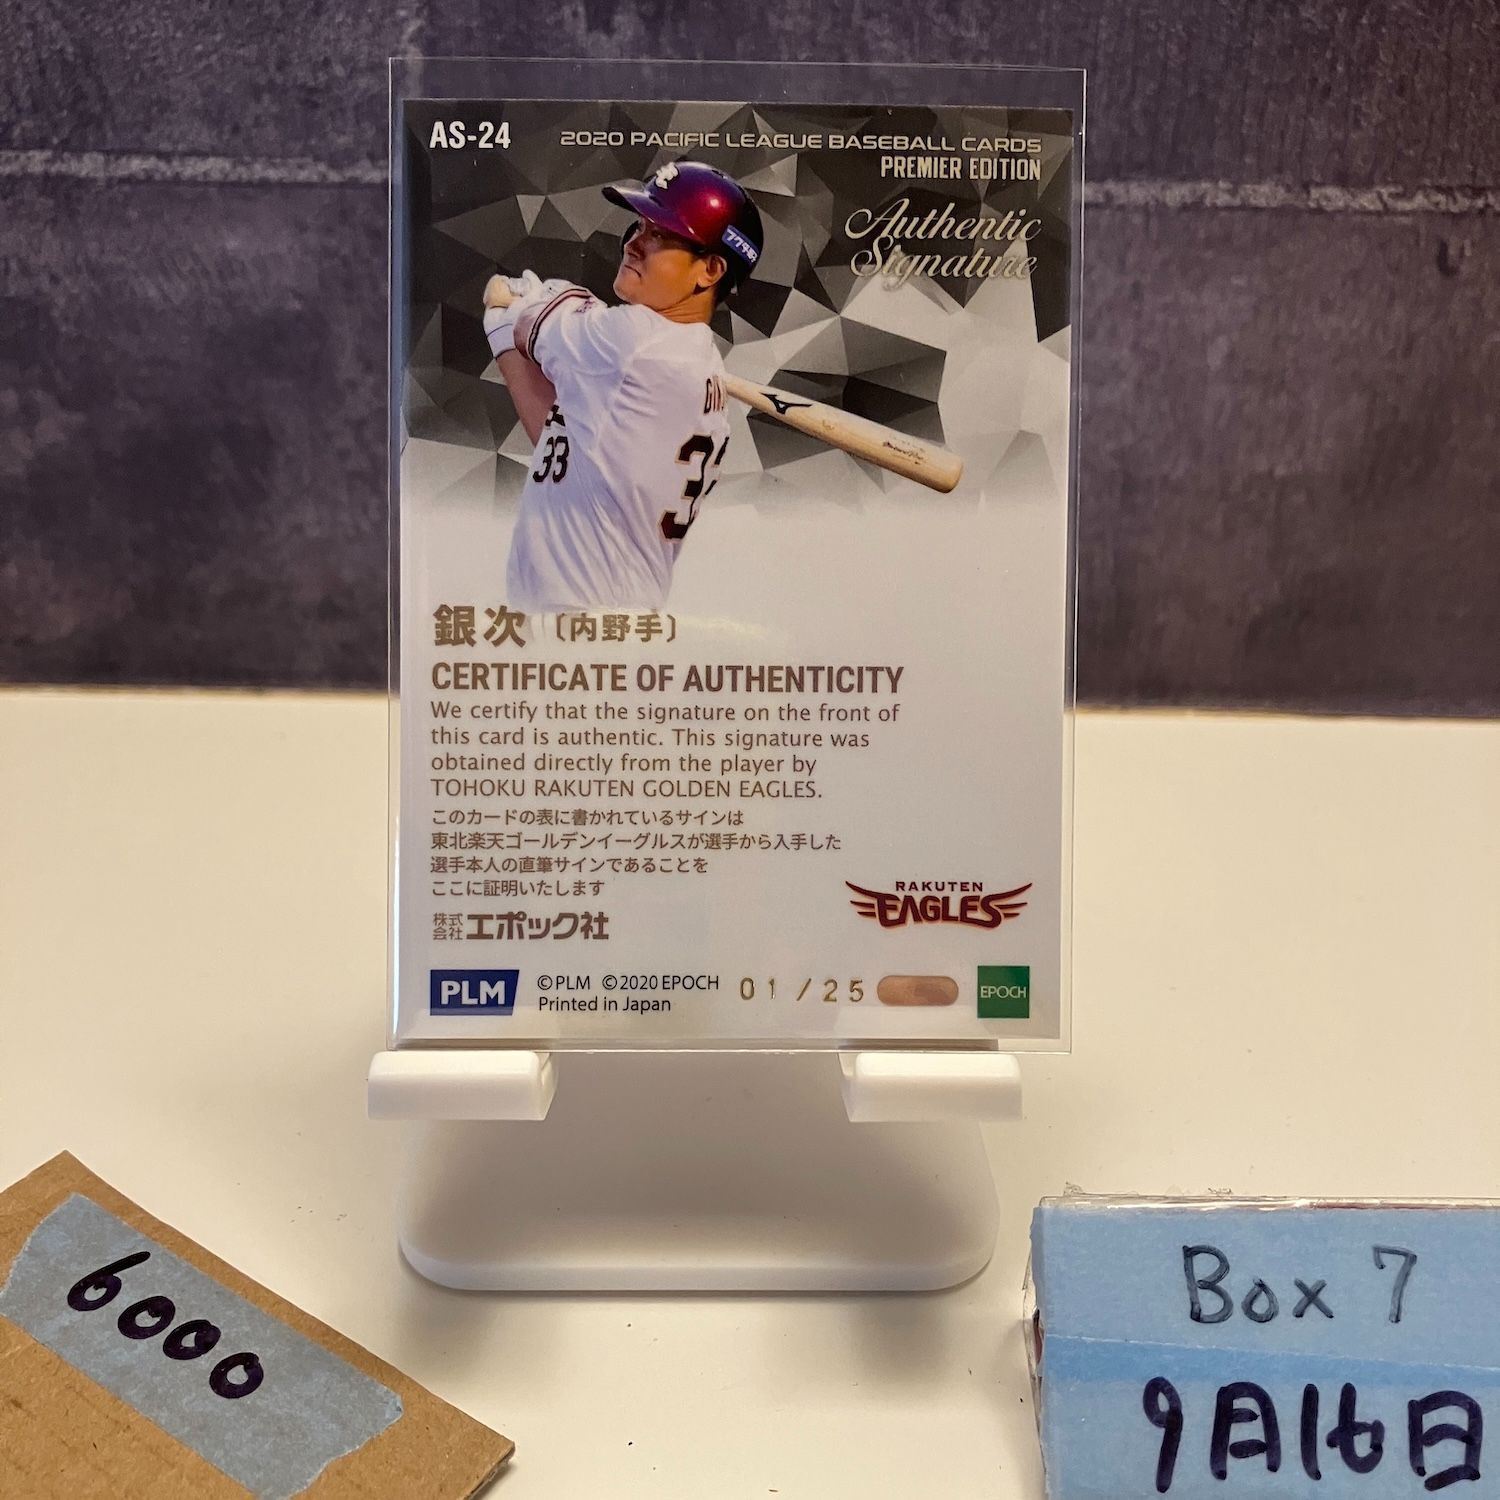 AS-24
2020 PACIFIC LEAGUE BASEBALL CARDS
PREMIER EDITION
Authentic
Signature
フクダ電子
33
33
銀次 〔内野手〕
CERTIFICATE OF AUTHENTICITY
We certify that the signature on the front of
this card is authentic. This signature was
obtained directly from the player by
TOHOKU RAKUTEN GOLDEN EAGLES.
このカードの表に書かれているサインは
東北楽天ゴールデンイーグルスが選手から入手した
選手本人の直筆サインであることを
ここに証明いたします
株式会社エポック社
RAKUTEN
EAGLES
PLM
©PLM ©2020 EPOCH
Printed in Japan
01/25
EPOCH
6000
Box 7
9月16日